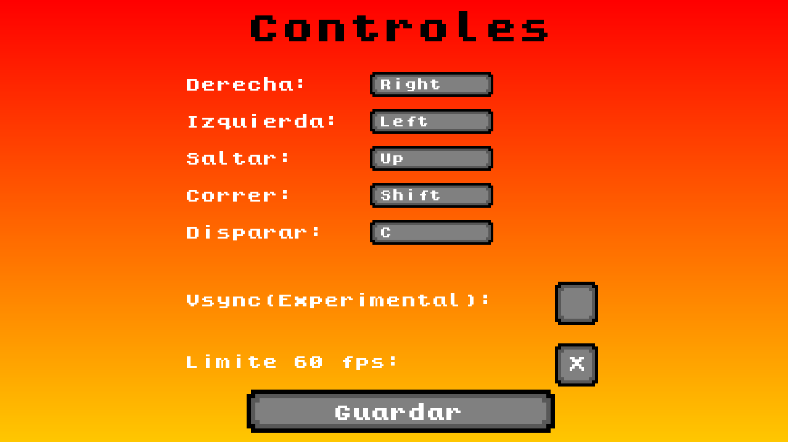 Controles
Derecha: Right
Izquierda: Left
Saltar: Up
Correr: Shift
Disparar: C
Vsync(Experimental):
Limite 60 fps: X
Guardar